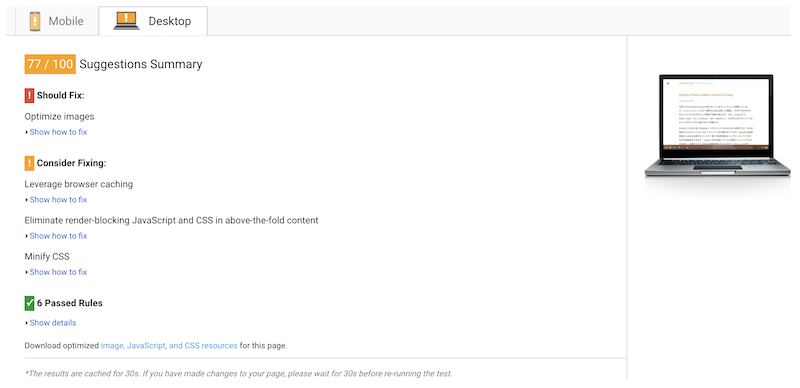 Mobile
Desktop
77 / 100 Suggestions Summary
! Should Fix:
Optimize images
Show how to fix
! Consider Fixing:
Leverage browser caching
Show how to fix
Eliminate render-blocking JavaScript and CSS in above-the-fold content
Show how to fix
Minify CSS
Show how to fix
6 Passed Rules
Show details
Download optimized image, JavaScript, and CSS resources for this page.
*The results are cached for 30s. If you have made changes to your page, please wait for 30s before re-running the test.